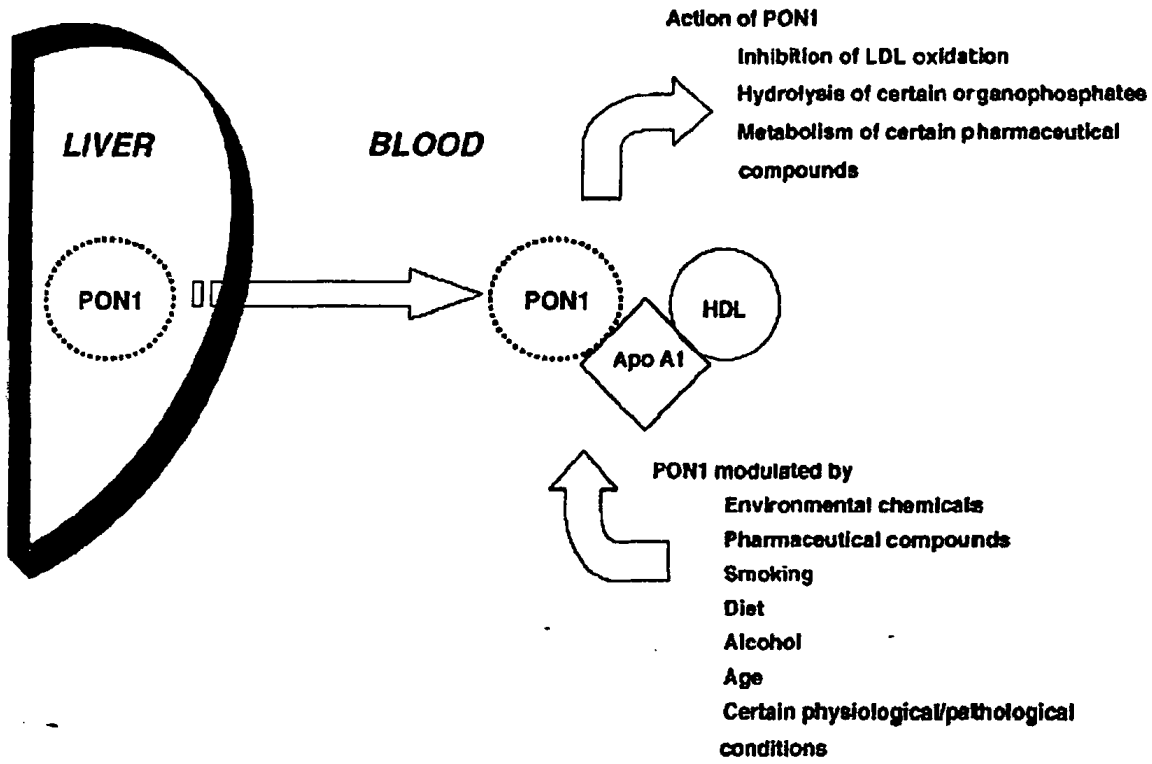 Action of PON1
Inhibition of LDL oxidation
Hydrolysis of certain organophosphates
Metabolism of certain pharmaceutical
compounds
LIVER
BLOOD
PON1
PON1
HDL
Apo A1
PON1 modulated by
Environmental chemicals
Pharmaceutical compounds
Smoking
Diet
Alcohol
Age
Certain physiological/pathological
conditions